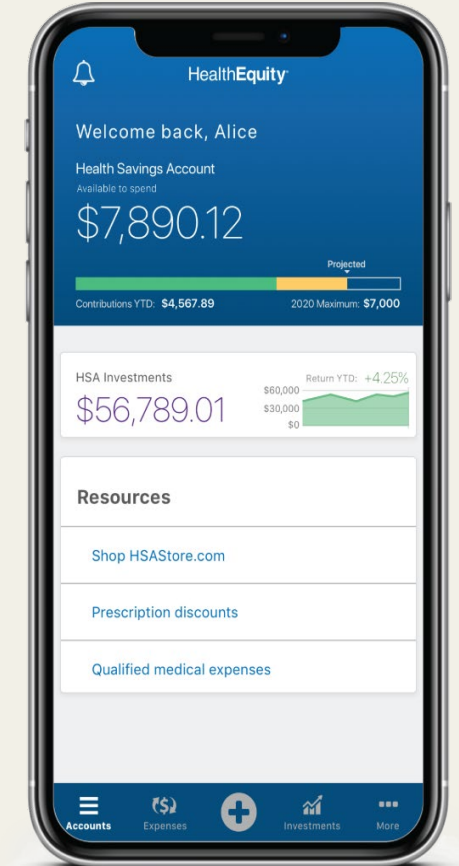 HealthEquity
Welcome back, Alice
Health Savings Account
Available to spend
$7,890.12
Projected
Contributions YTD: $4,567.89
2020 Maximum: $7,000
HSA Investments
Return YTD: +4.25%
$56,789.01
$60,000
$30,000
$0
Resources
Shop HSAStore.com
Prescription discounts
Qualified medical expenses
Accounts
Expenses
Investments
More